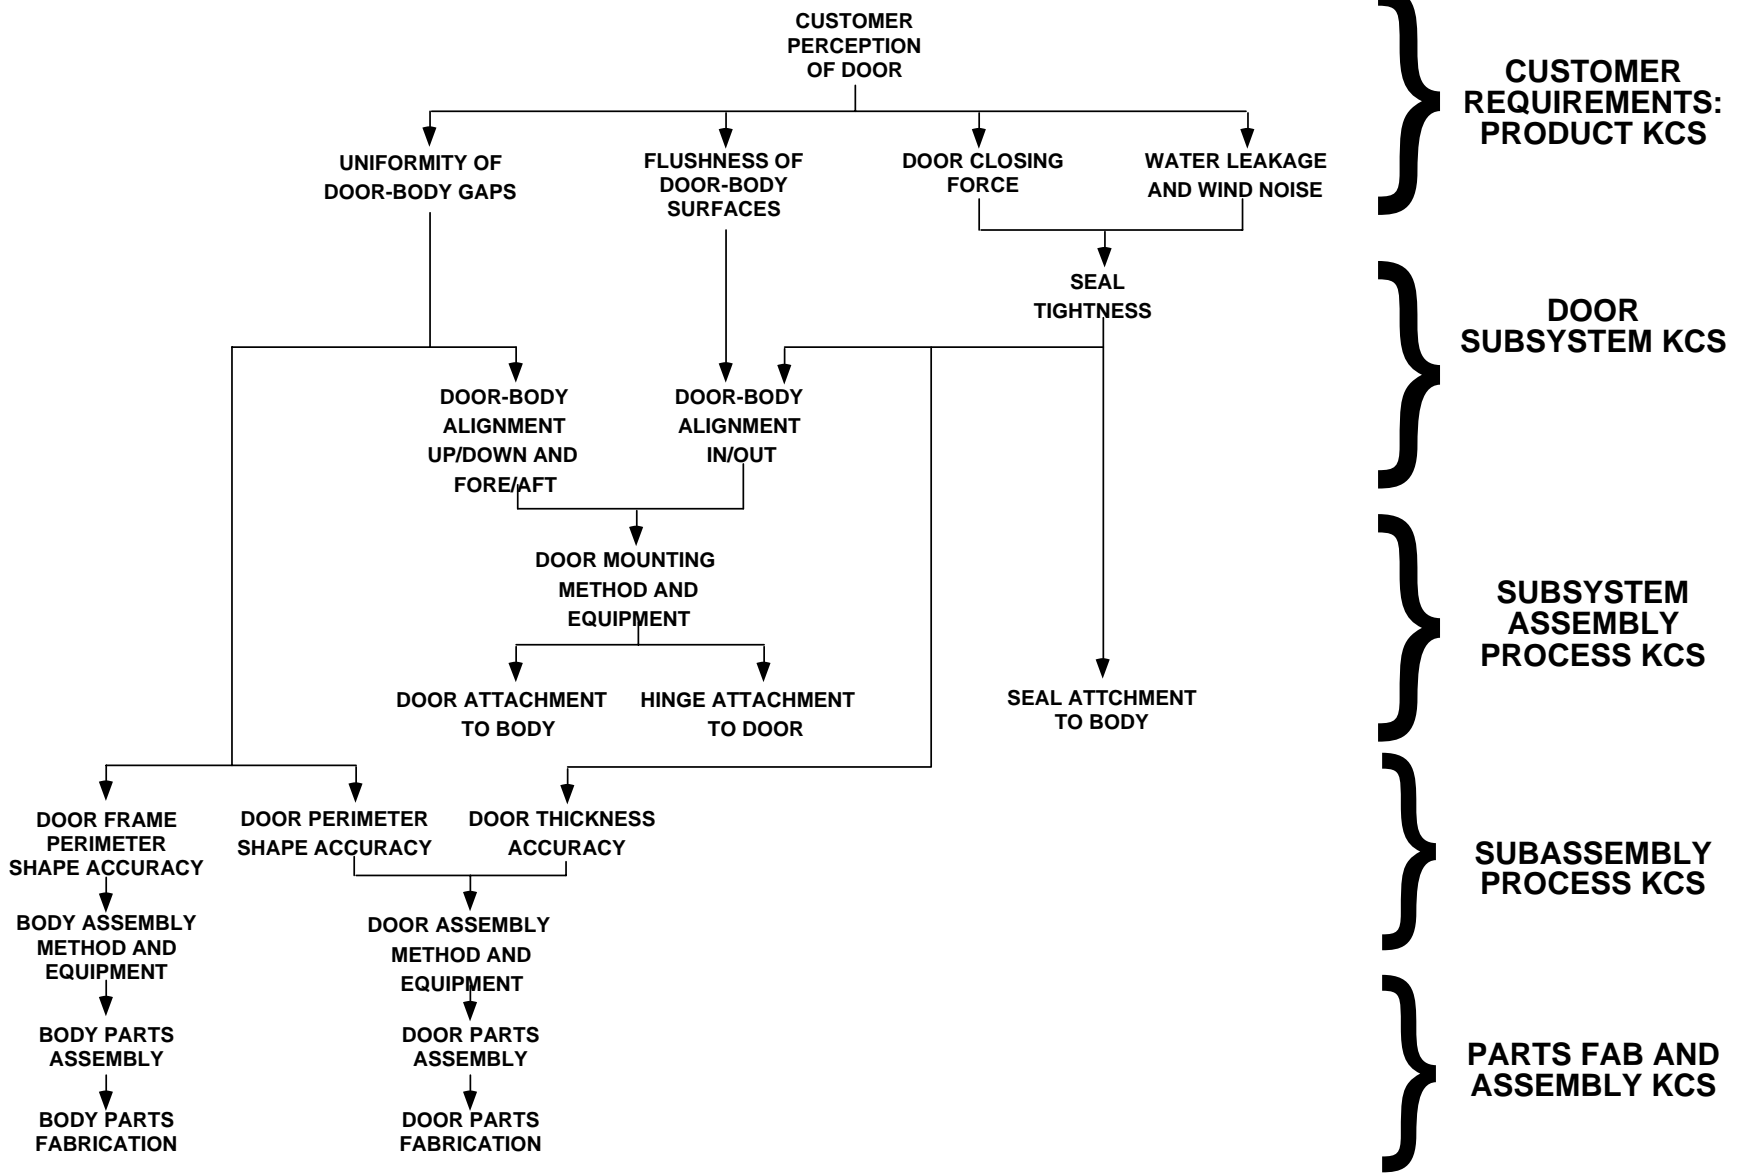 CUSTOMER
PERCEPTION
OF DOOR
CUSTOMER
REQUIREMENTS:
PRODUCT KCS
UNIFORMITY OF
DOOR-BODY GAPS
FLUSHNESS OF
DOOR-BODY
SURFACES
DOOR CLOSING
FORCE
WATER LEAKAGE
AND WIND NOISE
SEAL
TIGHTNESS
DOOR
SUBSYSTEM KCS
DOOR-BODY
ALIGNMENT
UP/DOWN AND
FORE/AFT
DOOR-BODY
ALIGNMENT
IN/OUT
DOOR MOUNTING
METHOD AND
EQUIPMENT
SUBSYSTEM
ASSEMBLY
PROCESS KCS
DOOR ATTACHMENT
TO BODY
HINGE ATTACHMENT
TO DOOR
SEAL ATTCHMENT
TO BODY
DOOR FRAME
PERIMETER
SHAPE ACCURACY
DOOR PERIMETER
SHAPE ACCURACY
DOOR THICKNESS
ACCURACY
SUBASSEMBLY
PROCESS KCS
BODY ASSEMBLY
METHOD AND
EQUIPMENT
DOOR ASSEMBLY
METHOD AND
EQUIPMENT
BODY PARTS
ASSEMBLY
DOOR PARTS
ASSEMBLY
PARTS FAB AND
ASSEMBLY KCS
BODY PARTS
FABRICATION
DOOR PARTS
FABRICATION